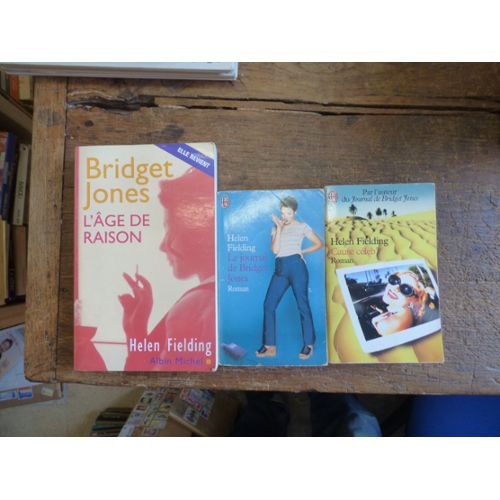 ELLE REVIENT
Bridget
Jones
L'ÂGE DE
RAISON
Helen Fielding
Albin Michel
Helen
Fielding
Le journal
de Bridget
Jones
Roman
Par l'auteur
du Journal de Bridget Jones
Helen Fielding
Cause céleb'
Roman